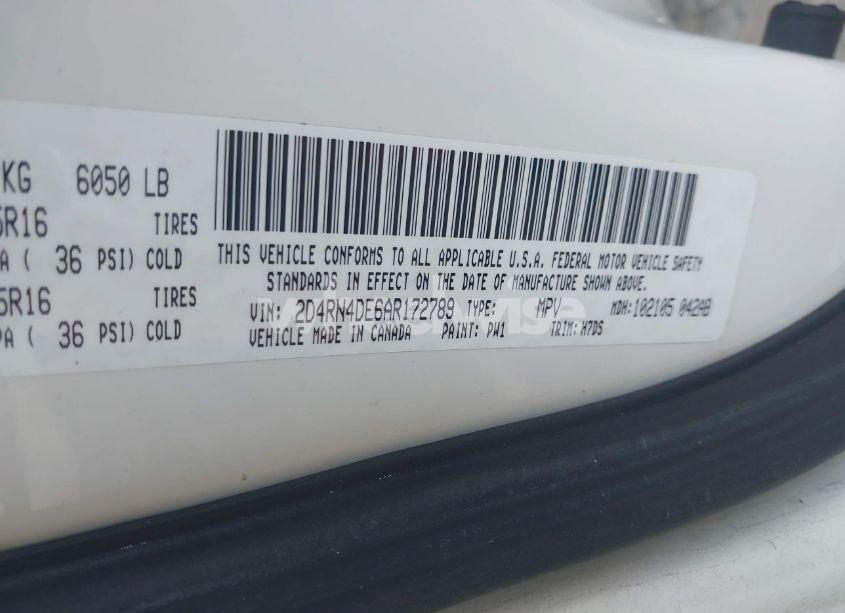 KG 6050 LB
5R16 TIRES
A ( 36 PSI) COLD
5R16 TIRES
PA ( 36 PSI) COLD
THIS VEHICLE CONFORMS TO ALL APPLICABLE U.S.A. FEDERAL MOTOR VEHICLE SAFETY
STANDARDS IN EFFECT ON THE DATE OF MANUFACTURE SHOWN ABOVE.
VIN: 2D4RN4DE6AR172789 TYPE: MPV MDH: 102105 042AB
VEHICLE MADE IN CANADA PAINT: PW1 TRIM: H7DS